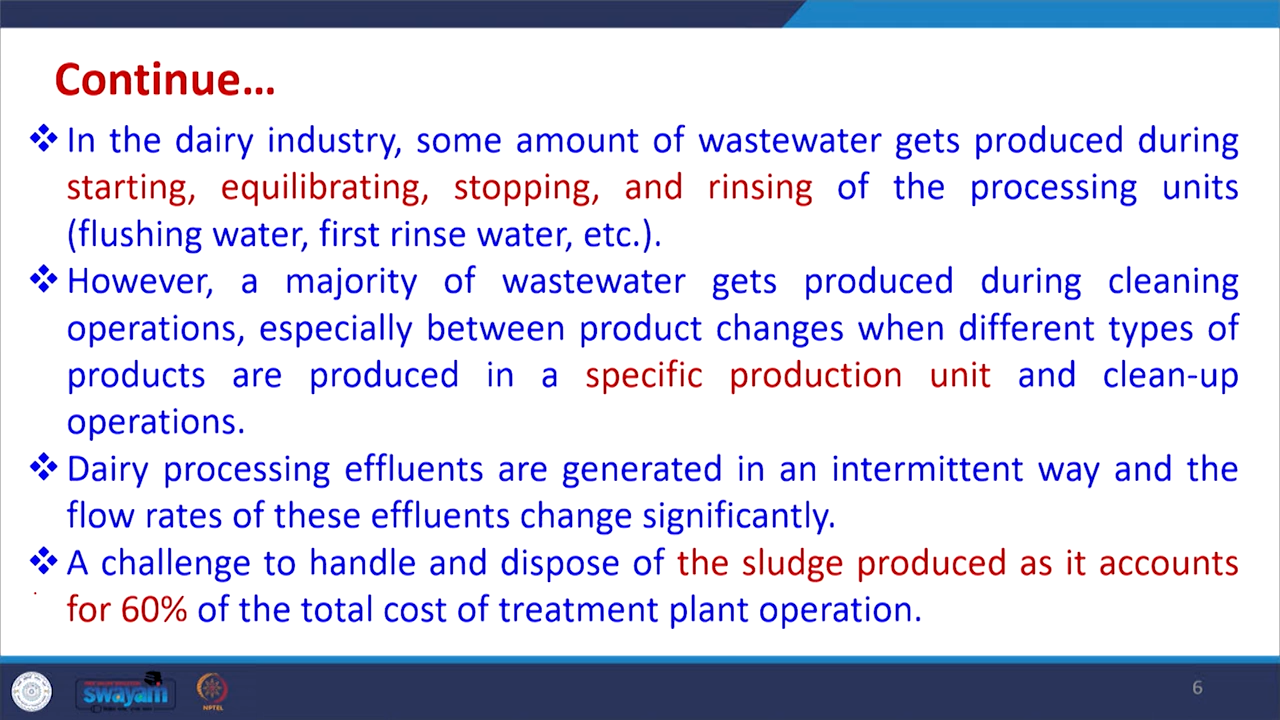 Continue...
❖ In the dairy industry, some amount of wastewater gets produced during
starting, equilibrating, stopping, and rinsing of the processing units
(flushing water, first rinse water, etc.).
❖ However, a majority of wastewater gets produced during cleaning
operations, especially between product changes when different types of
products are produced in a specific production unit and clean-up
operations.
❖ Dairy processing effluents are generated in an intermittent way and the
flow rates of these effluents change significantly.
❖ A challenge to handle and dispose of the sludge produced as it accounts
for 60% of the total cost of treatment plant operation.
swayam
NPTEL
6